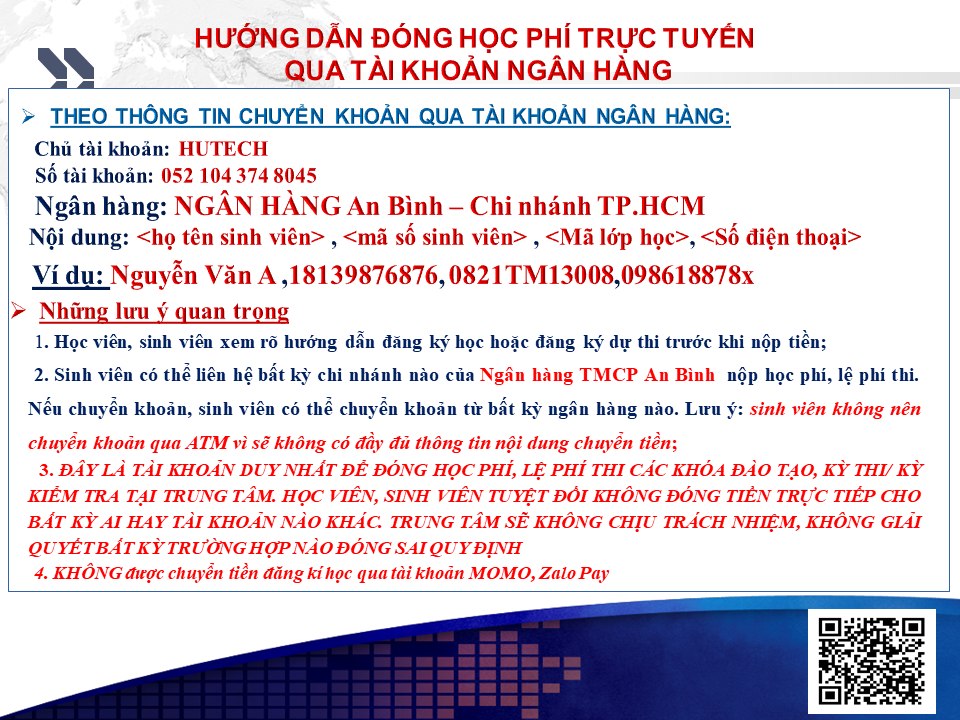 HƯỚNG DẪN ĐÓNG HỌC PHÍ TRỰC TUYẾN
QUA TÀI KHOẢN NGÂN HÀNG
THEO THÔNG TIN CHUYỂN KHOẢN QUA TÀI KHOẢN NGÂN HÀNG:
Chủ tài khoản: HUTECH
Số tài khoản: 052 104 374 8045
Ngân hàng: NGÂN HÀNG An Bình – Chi nhánh TP.HCM
Nội dung: <họ tên sinh viên> , <mã số sinh viên> , <Mã lớp học>, <Số điện thoại>
Ví dụ: Nguyễn Văn A ,18139876876, 0821TM13008,098618878x
Những lưu ý quan trọng
1. Học viên, sinh viên xem rõ hướng dẫn đăng ký học hoặc đăng ký dự thi trước khi nộp tiền;
2. Sinh viên có thể liên hệ bất kỳ chi nhánh nào của Ngân hàng TMCP An Bình nộp học phí, lệ phí thi.
Nếu chuyển khoản, sinh viên có thể chuyển khoản từ bất kỳ ngân hàng nào. Lưu ý: sinh viên không nên
chuyển khoản qua ATM vì sẽ không có đầy đủ thông tin nội dung chuyển tiền;
3. ĐÂY LÀ TÀI KHOẢN DUY NHẤT ĐỂ ĐÓNG HỌC PHÍ, LỆ PHÍ THI CÁC KHÓA ĐÀO TẠO, KỲ THI/ KỲ
KIỂM TRA TẠI TRUNG TÂM. HỌC VIÊN, SINH VIÊN TUYỆT ĐỐI KHÔNG ĐÓNG TIỀN TRỰC TIẾP CHO
BẤT KỲ AI HAY TÀI KHOẢN NÀO KHÁC. TRUNG TÂM SẼ KHÔNG CHỊU TRÁCH NHIỆM, KHÔNG GIẢI
QUYẾT BẤT KỲ TRƯỜNG HỢP NÀO ĐÓNG SAI QUY ĐỊNH
4. KHÔNG được chuyển tiền đăng kí học qua tài khoản MOMO, Zalo Pay